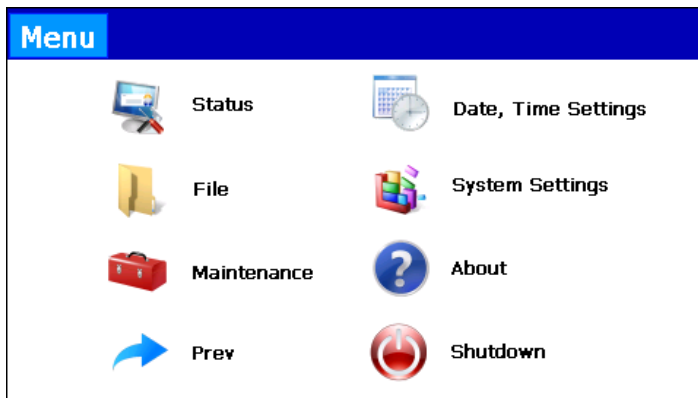 Menu
Status
Date, Time Settings
File
System Settings
Maintenance
About
Prev
Shutdown